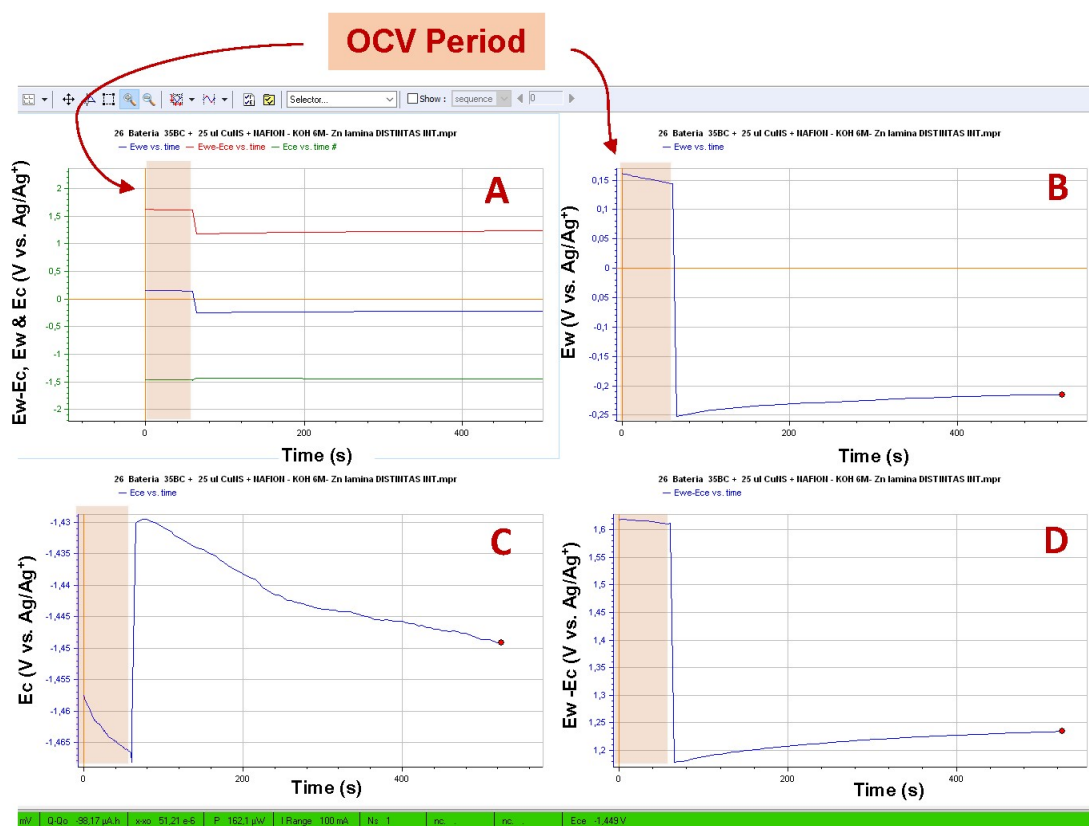 OCV Period
Selector...
Show :
sequence
0
26 Bateria 35BC + 25 ul CuNS + NAFION - KOH 6M- Zn lamina DISTINTAS INT.mpr
Ewe vs. time
Ewe-Ece vs. time
Ece vs. time #
A
Ew-Ec, Ew & Ec (V vs. Ag/Ag⁺)
2
1,5
1
0,5
0
-0,5
-1
-1,5
-2
0
200
400
Time (s)
26 Bateria 35BC + 25 ul CuNS + NAFION - KOH 6M- Zn lamina DISTINTAS INT.mpr
Ewe vs. time
B
Ew (V vs. Ag/Ag⁺)
0,15
0,1
0,05
0
0,05
-0,1
-0,15
-0,2
-0,25
0
200
400
Time (s)
26 Bateria 35BC + 25 ul CuNS + NAFION - KOH 6M- Zn lamina DISTINTAS INT.mpr
Ece vs. time
C
Ec (V vs. Ag/Ag⁺)
-1,43
-1,435
-1,44
-1,445
-1,45
-1,455
-1,46
-1,465
0
200
400
Time (s)
26 Bateria 35BC + 25 ul CuNS + NAFION - KOH 6M- Zn lamina DISTINTAS INT.mpr
Ewe-Ece vs. time
D
Ew -Ec (V vs. Ag/Ag⁺)
1,6
1,55
1,5
1,45
1,4
1,35
1,3
1,25
1,2
0
200
400
Time (s)
mV Q-Qo -98,17 µA.h x-xo 51,21 e-6 P 162,1 µW I Range 100 mA Ns 1 nc. . nc. . Ece -1,449 V